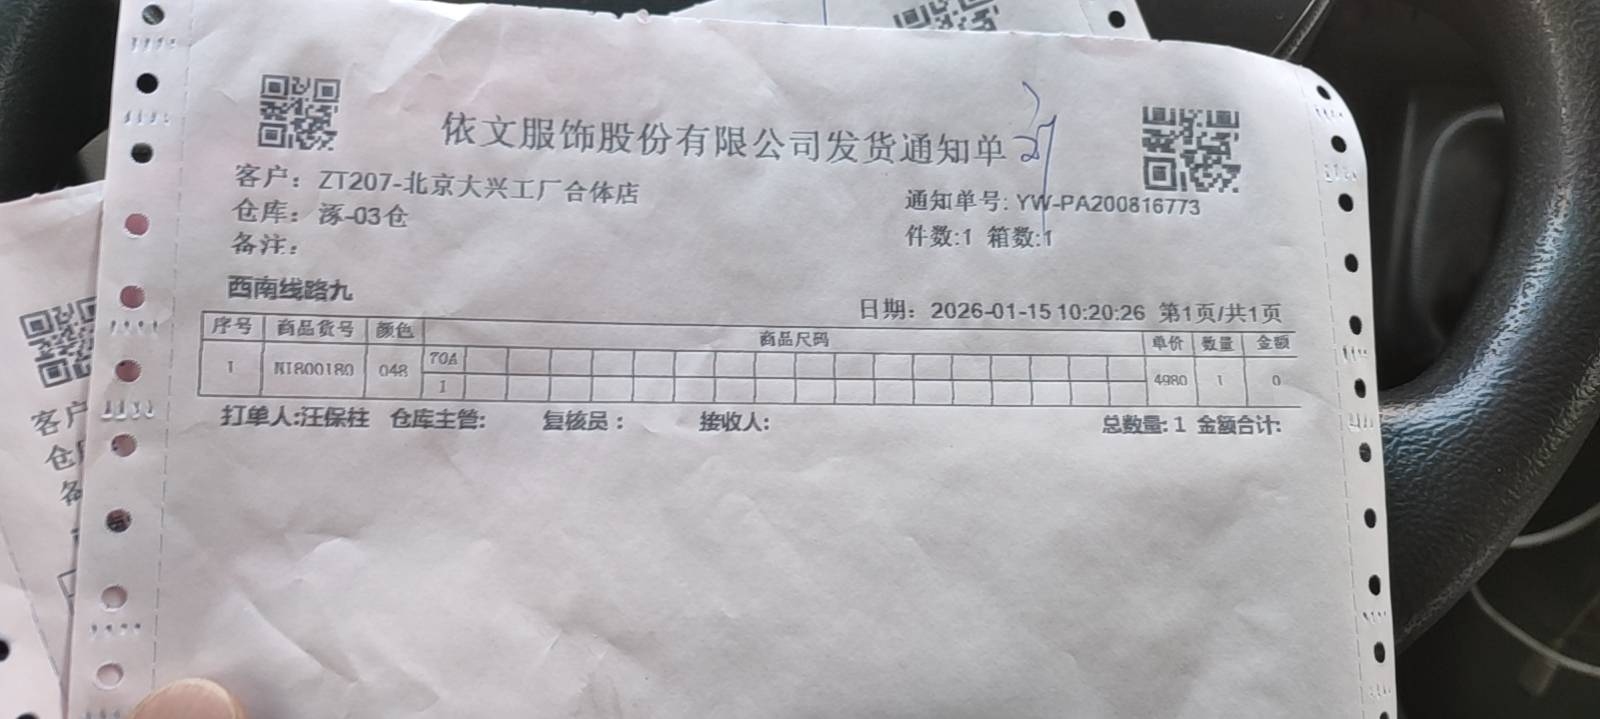 依文服饰股份有限公司发货通知单
客户：ZT207-北京大兴工厂合体店
通知单号: YW-PA200816773
仓库：涿-03仓
件数:1 箱数:1
备注：
西南线路九
日期：2026-01-15 10:20:26 第1页/共1页
序号 商品货号 颜色 商品尺码 单价 数量 金额
1 NI800180 048 70A 4980 1 0
1
打单人:汪保柱 仓库主管: 复核员： 接收人: 总数量: 1 金额合计:
客户
仓
备